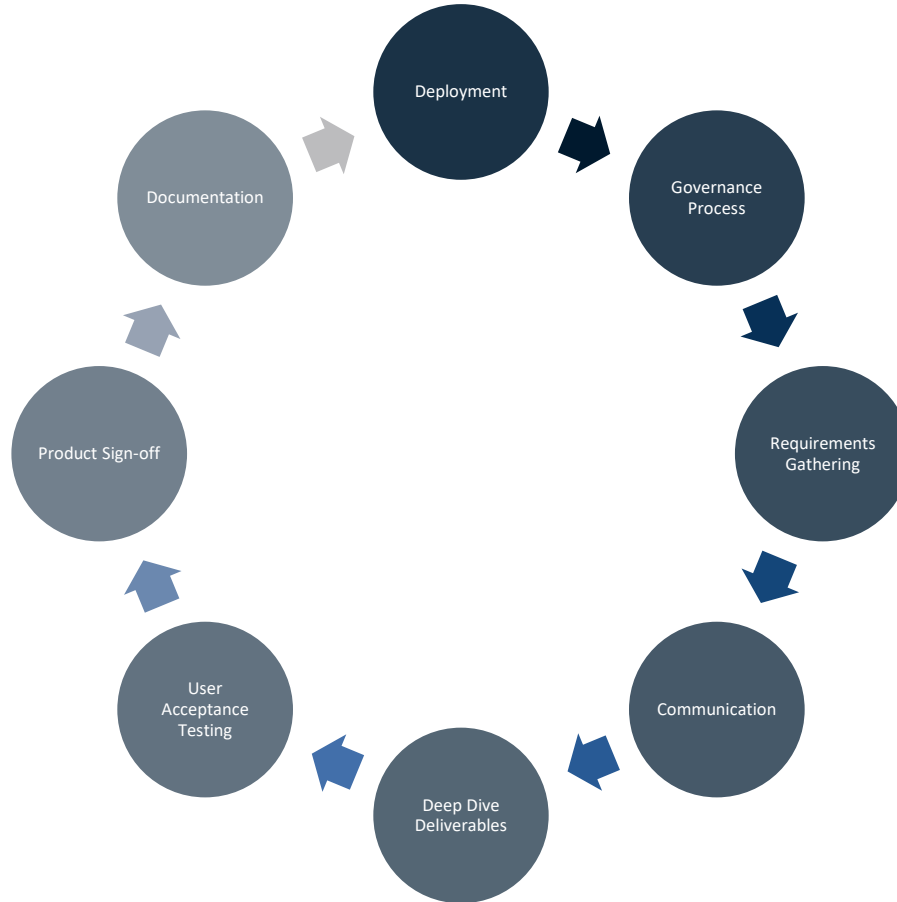 Deployment
Governance
Process
Requirements
Gathering
Communication
Deep Dive
Deliverables
User
Acceptance
Testing
Product Sign-off
Documentation